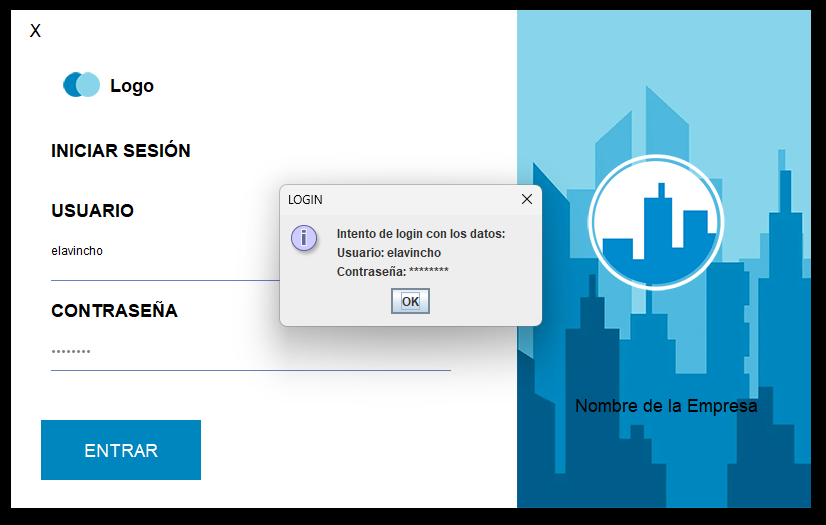 X
Logo
INICIAR SESIÓN
USUARIO
elavincho
CONTRASEÑA
********
ENTRAR
LOGIN
Intento de login con los datos:
Usuario: elavincho
Contraseña: ********
OK
Nombre de la Empresa